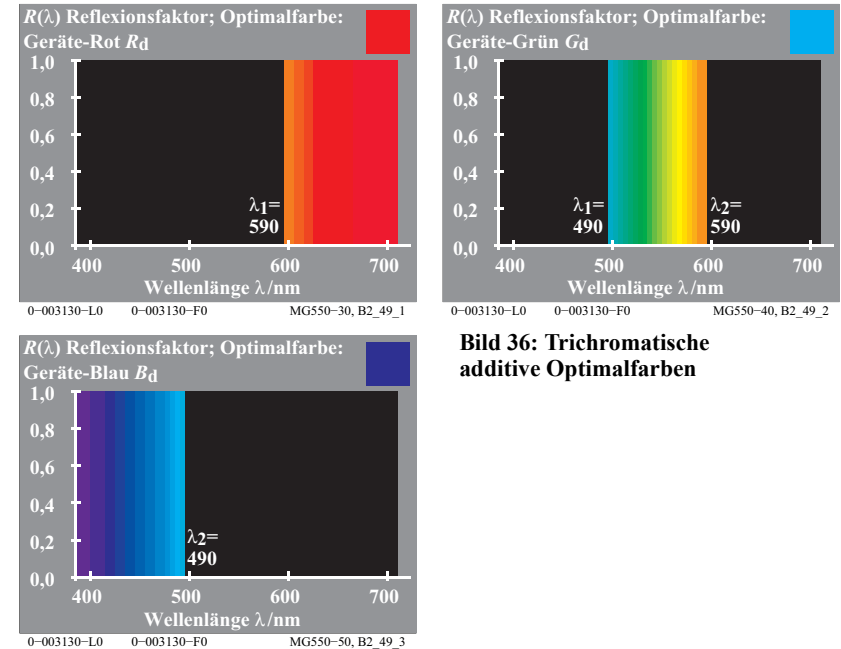 R(λ) Reflexionsfaktor; Optimalfarbe:
Geräte-Rot Rd
1,0
0,8
0,6
0,4
0,2
0,0
λ1=
590
400 500 600 700
Wellenlänge λ/nm
0−003130−L0 0−003130−F0 MG550−30, B2_49_1
R(λ) Reflexionsfaktor; Optimalfarbe:
Geräte-Grün Gd
1,0
0,8
0,6
0,4
0,2
0,0
λ1= λ2=
490 590
400 500 600 700
Wellenlänge λ/nm
0−003130−L0 0−003130−F0 MG550−40, B2_49_2
R(λ) Reflexionsfaktor; Optimalfarbe:
Geräte-Blau Bd
1,0
0,8
0,6
0,4
0,2
0,0
λ2=
490
400 500 600 700
Wellenlänge λ/nm
0−003130−L0 0−003130−F0 MG550−50, B2_49_3
Bild 36: Trichromatische
additive Optimalfarben